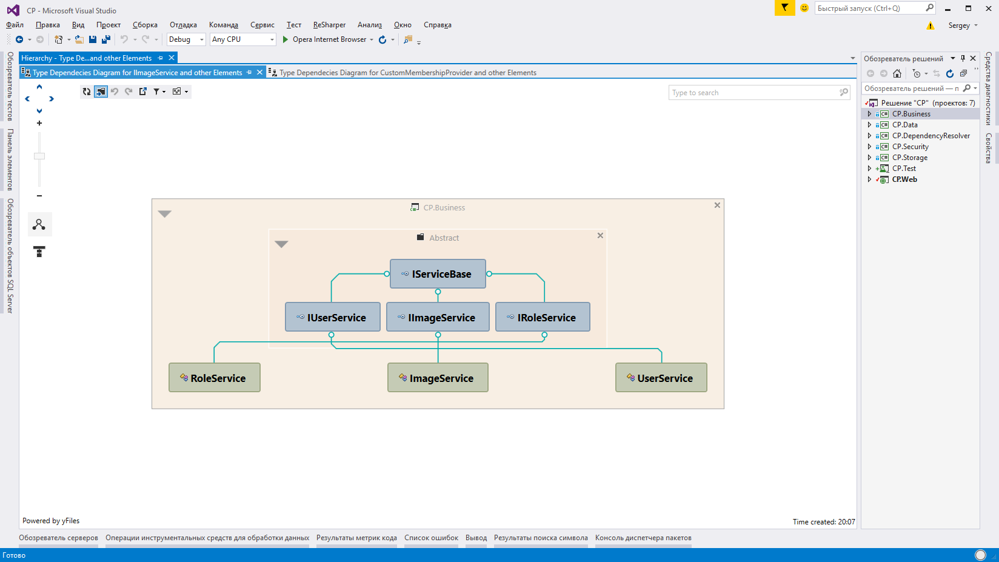 CP - Microsoft Visual Studio
Быстрый запуск (Ctrl+Q)
Файл Правка Вид Проект Сборка Отладка Команда Сервис Тест ReSharper Анализ Окно Справка
Sergey
Debug Any CPU Opera Internet Browser
Hierarchy - Type De...and other Elements
Type Dependecies Diagram for IImageService and other Elements
Type Dependecies Diagram for CustomMembershipProvider and other Elements
Type to search
Обозреватель тестов
Панель элементов
Обозреватель объектов SQL Server
CP.Business
Abstract
IServiceBase
IUserService
IImageService
IRoleService
RoleService
ImageService
UserService
Powered by yFiles
Time created: 20:07
Обозреватель решений
Обозреватель решений — п
Решение "CP" (проектов: 7)
CP.Business
CP.Data
CP.DependencyResolver
CP.Security
CP.Storage
CP.Test
CP.Web
Средства диагностики
Свойства
Обозреватель серверов Операции инструментальных средств для обработки данных Результаты метрик кода Список ошибок Вывод Результаты поиска символа Консоль диспетчера пакетов
Готово